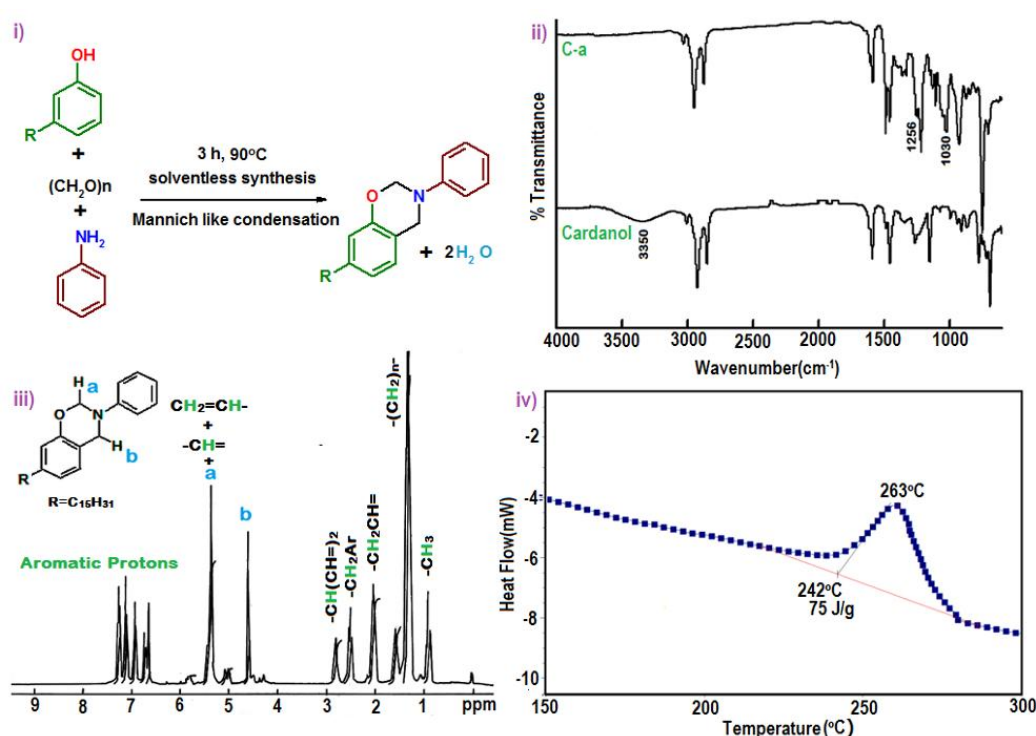 i)
OH
R
+
(CH₂O)n
+
NH₂
3 h, 90°C
solventless synthesis
Mannich like condensation
O
N
R
+ 2H₂O
ii)
C-a
1256
1030
Cardanol
3350
% Transmittance
4000 3500 3000 2500 2000 1500 1000
Wavenumber(cm⁻¹)
iii)
H
a
O
N
H
b
R
R=C₁₅H₃₁
CH₂=CH-
+
-CH=
+
a
b
Aromatic Protons
-CH(CH=)₂
-CH₂Ar
-CH₂CH=
-(CH₂)n-
-CH₃
9 8 7 6 5 4 3 2 1 ppm
iv)
-2
-4
-6
-8
-10
Heat Flow(mW)
263°C
242°C
75 J/g
150 200 250 300
Temperature(°C)